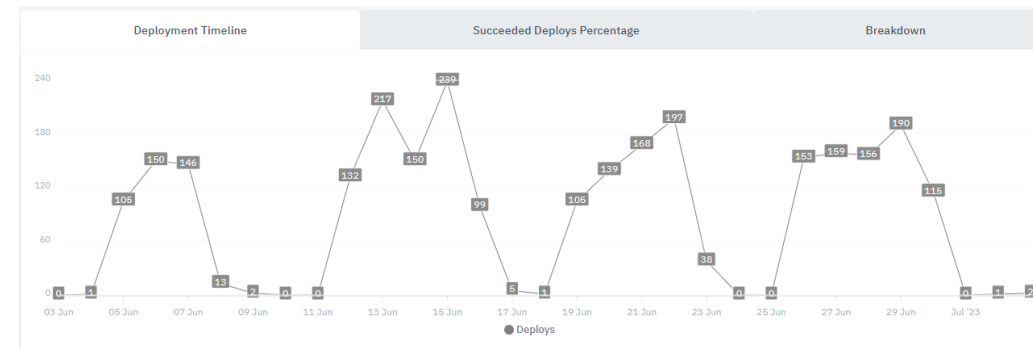 Deployment Timeline Succeeded Deploys Percentage Breakdown
240
180
120
60
0
0 1 105 150 146 13 2 0 0 132 217 150 239 99 5 1 105 139 168 197 38 0 0 153 159 156 190 115 0 1 2
03 Jun 05 Jun 07 Jun 09 Jun 11 Jun 13 Jun 15 Jun 17 Jun 19 Jun 21 Jun 23 Jun 25 Jun 27 Jun 29 Jun Jul '23
Deploys